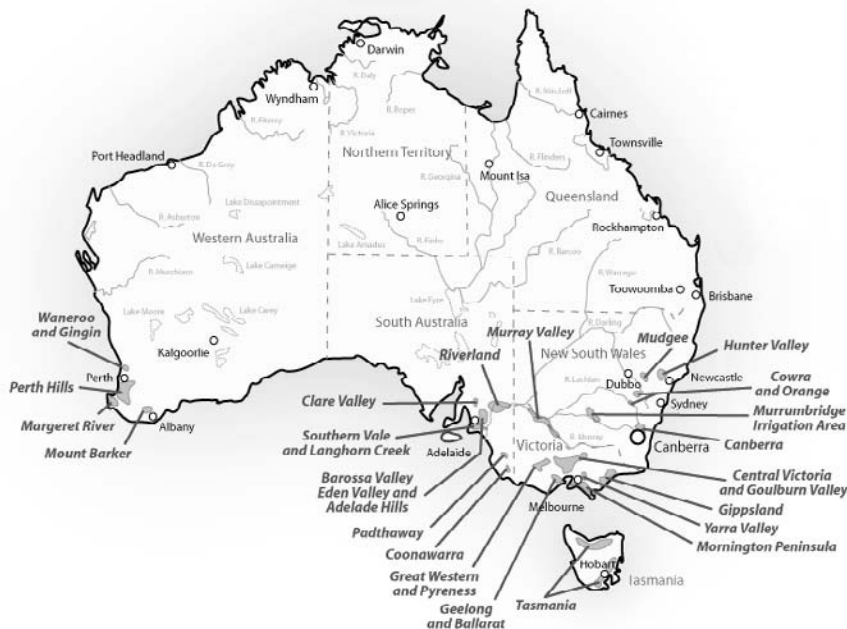 Darwin
R. Daly
Wyndham
R. Roper
R. Mitchell
R. Fitzroy
R. Victoria
Cairnes
Port Headland
R. De Grey
Northern Territory
R. Flinders
Townsville
Mount Isa
R. Georgina
Lake Disappointment
Queensland
Alice Springs
R. Asburton
Rockhampton
Western Australia
Lake Amadeus
R. Finke
R. Barcoo
R. Murchison
Lake Carneige
R. Warrego
Toowoomba
Brisbane
Lake Eyre
Lake Moore
Lake Carey
South Australia
R. Darling
Waneroo
and Gingin
Murray Valley
Mudgee
Kalgoorlie
Riverland
New South Wales
Hunter Valley
Perth
Perth Hills
Dubbo
Newcastle
R. Lachlan
Cowra
and Orange
Clare Valley
Sydney
Murgeret River
Albany
Murrumbridge
Irrigation Area
Mount Barker
Southern Vale
and Langhorn Creek
Adelaide
Victoria
R. Murray
Canberra
Canberra
Barossa Valley
Eden Valley and
Adelade Hills
Central Victoria
and Goulburn Valley
Padthaway
Melbourne
Gippsland
Yarra Valley
Coonawarra
Mornington Peninsula
Great Western
and Pyreness
Hobart
Tasmania
Geelong
and Ballarat
Tasmania